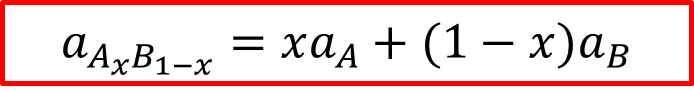 $a_{A_xB_{1-x}} = xa_A + (1 - x)a_B$